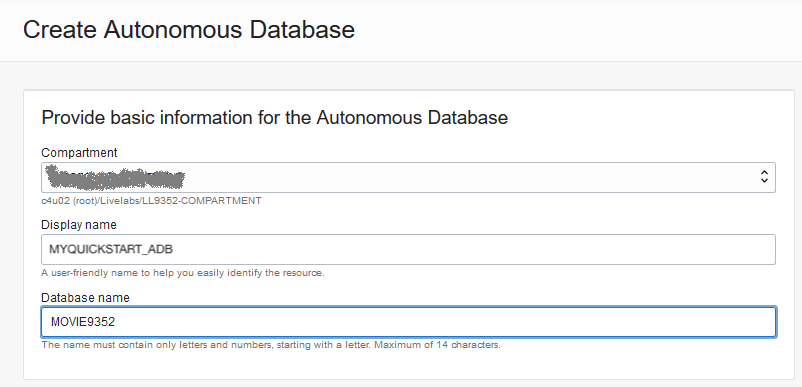 Create Autonomous Database
Provide basic information for the Autonomous Database
Compartment
c4u02 (root)/Livelabs/LL9352-COMPARTMENT
Display name
MYQUICKSTART_ADB
A user-friendly name to help you easily identify the resource.
Database name
MOVIE9352
The name must contain only letters and numbers, starting with a letter. Maximum of 14 characters.